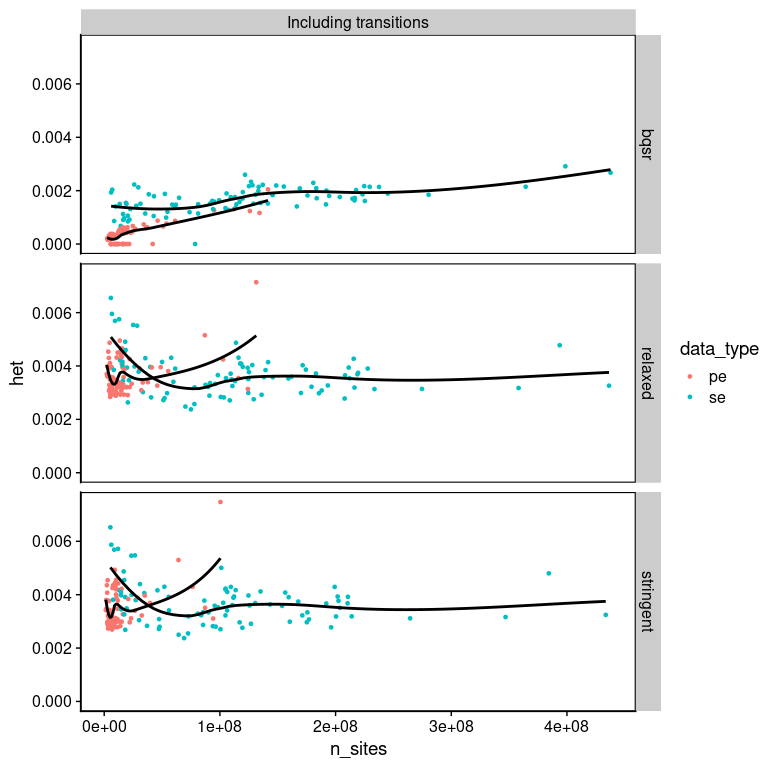 Including transitions
0.006
0.004
0.002
0.000
bqsr
0.006
0.004
0.002
0.000
relaxed
0.006
0.004
0.002
0.000
stringent
het
0e+00 1e+08 2e+08 3e+08 4e+08
n_sites
data_type
pe
se